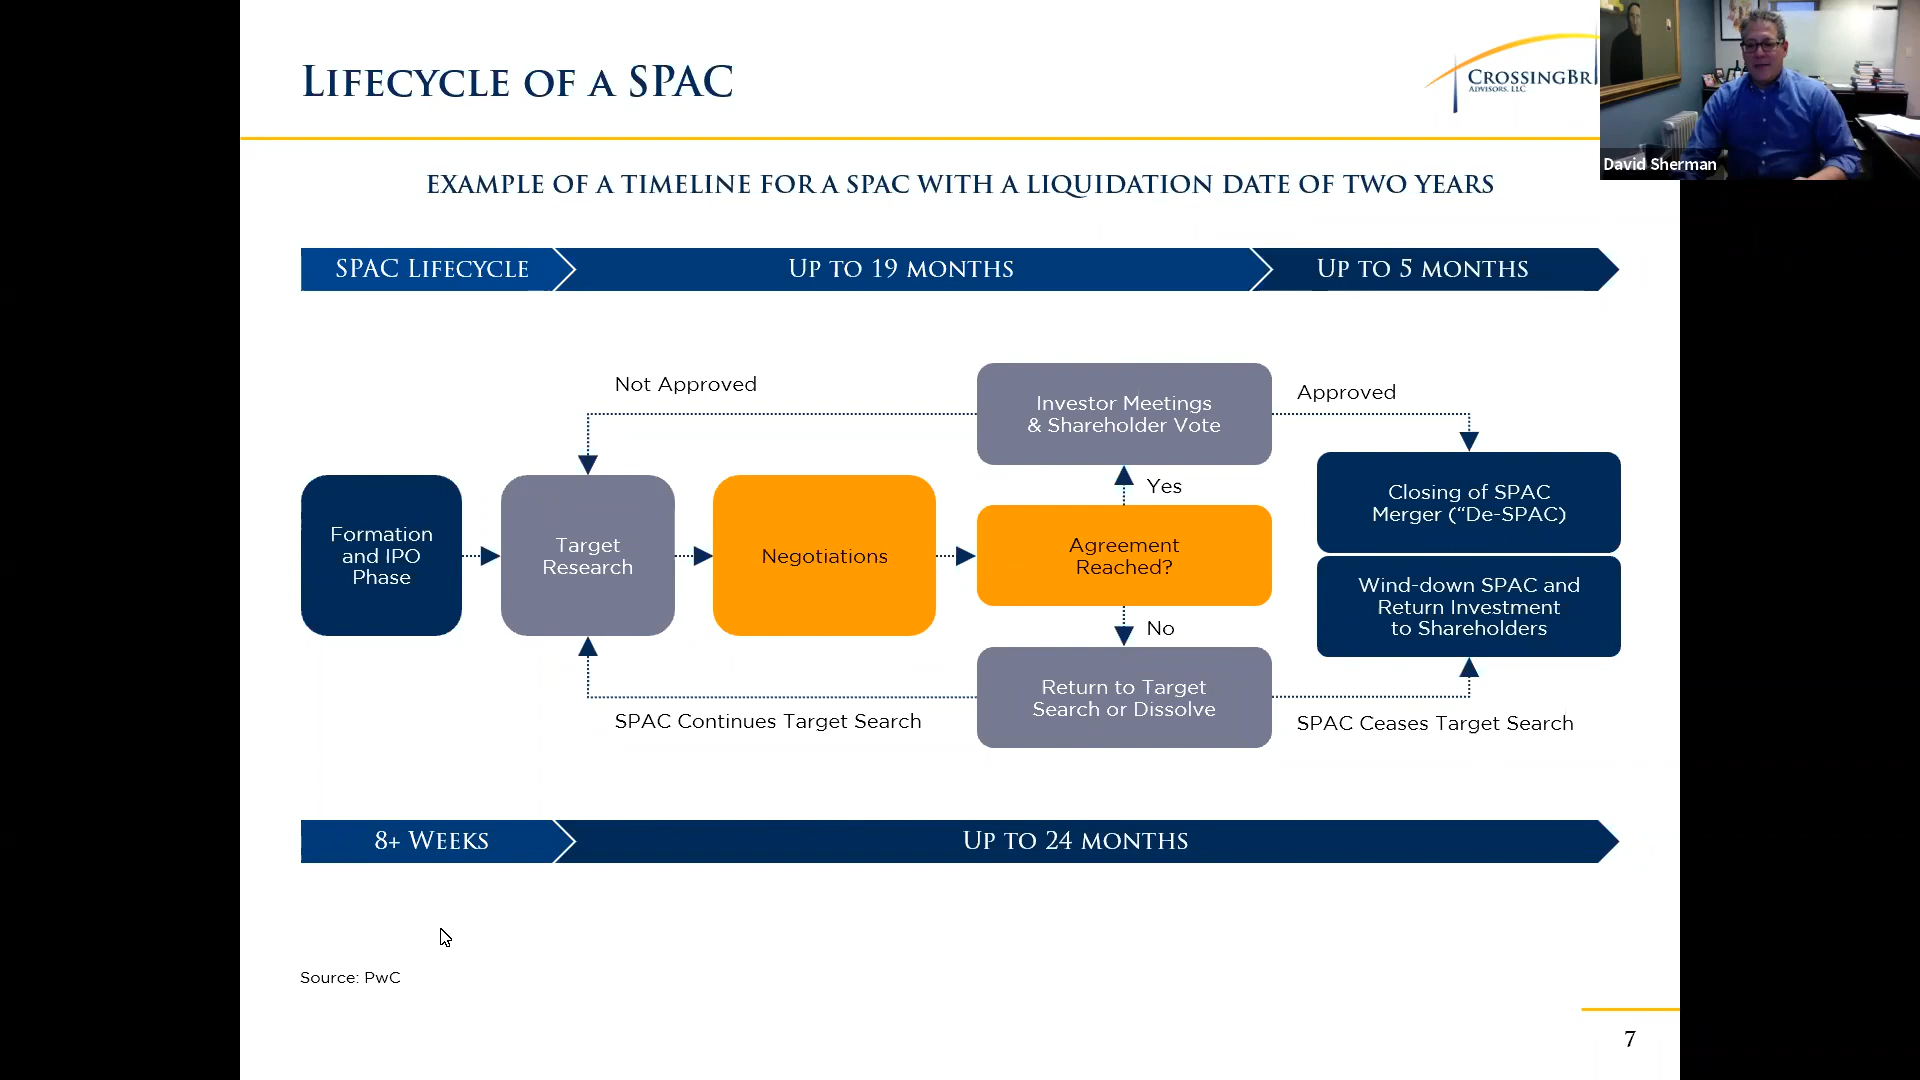 LIFECYCLE OF A SPAC
CROSSINGBR
ADVISORS, LLC
David Sherman
EXAMPLE OF A TIMELINE FOR A SPAC WITH A LIQUIDATION DATE OF TWO YEARS
SPAC LIFECYCLE
UP TO 19 MONTHS
UP TO 5 MONTHS
Not Approved
Investor Meetings
& Shareholder Vote
Approved
Formation
and IPO
Phase
Target
Research
Negotiations
Yes
Agreement
Reached?
No
Closing of SPAC
Merger (“De-SPAC)
Wind-down SPAC and
Return Investment
to Shareholders
Return to Target
Search or Dissolve
SPAC Continues Target Search
SPAC Ceases Target Search
8+ WEEKS
UP TO 24 MONTHS
Source: PwC
7